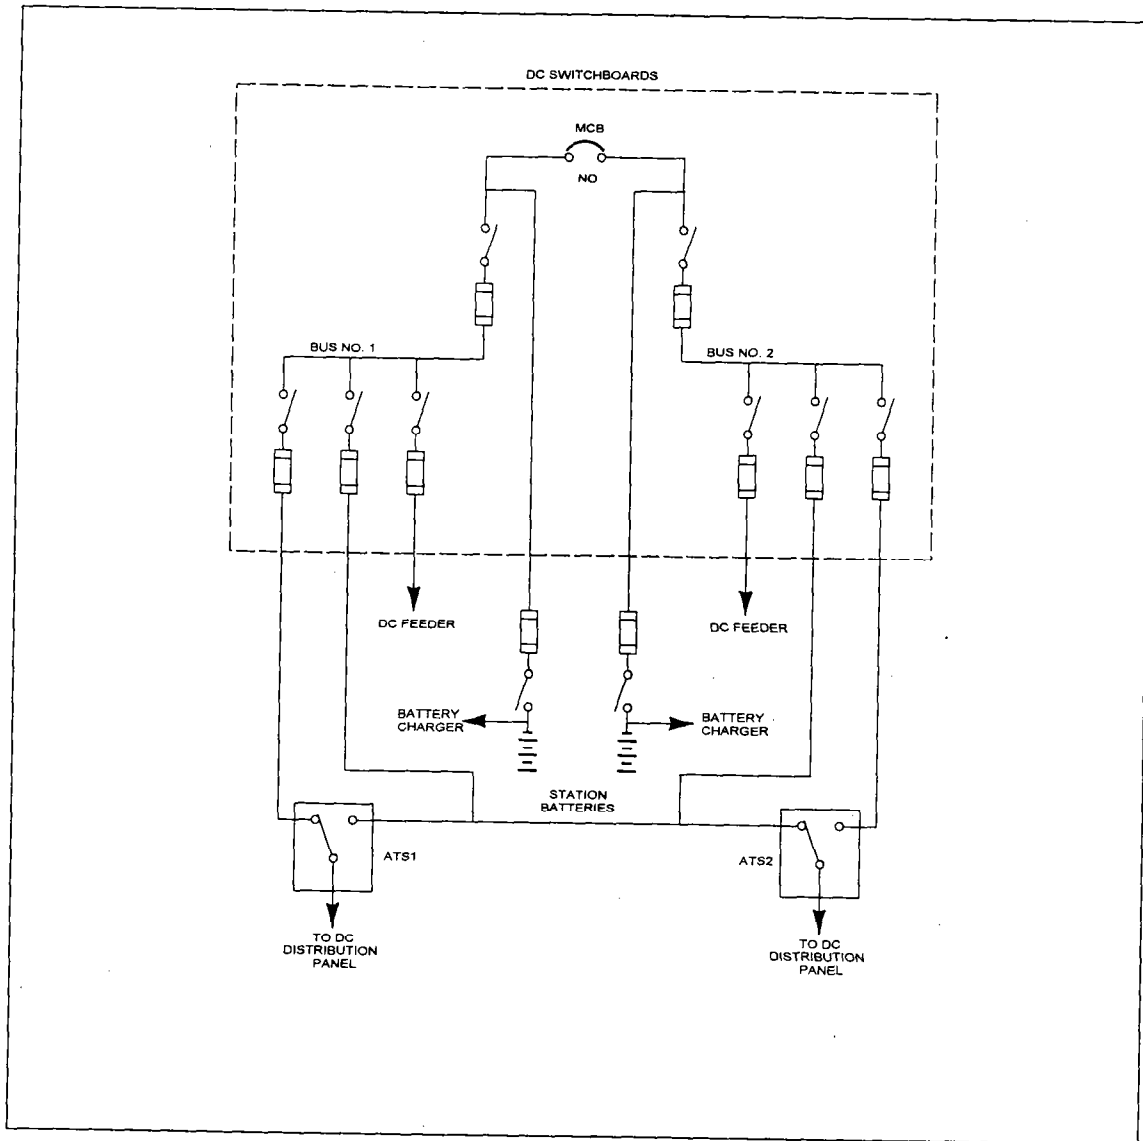 DC SWITCHBOARDS
MCB
NO
BUS NO. 1
BUS NO. 2
DC FEEDER
DC FEEDER
BATTERY
CHARGER
BATTERY
CHARGER
STATION
BATTERIES
ATS1
ATS2
TO DC
DISTRIBUTION
PANEL
TO DC
DISTRIBUTION
PANEL